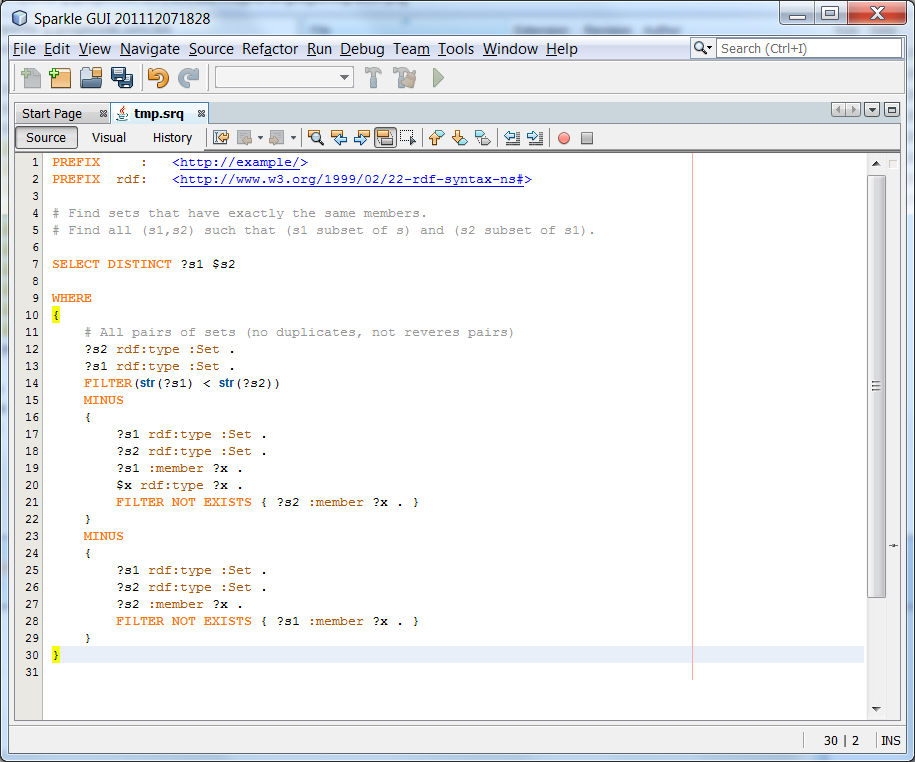 Sparkle GUI 201112071828
File Edit View Navigate Source Refactor Run Debug Team Tools Window Help
Search (Ctrl+I)
Start Page tmp.srq
Source Visual History
1 PREFIX : <http://example/>
2 PREFIX rdf: <http://www.w3.org/1999/02/22-rdf-syntax-ns#>
3
4 # Find sets that have exactly the same members.
5 # Find all (s1,s2) such that (s1 subset of s) and (s2 subset of s1).
6
7 SELECT DISTINCT ?s1 $s2
8
9 WHERE
10 {
11 # All pairs of sets (no duplicates, not reveres pairs)
12 ?s2 rdf:type :Set .
13 ?s1 rdf:type :Set .
14 FILTER(str(?s1) < str(?s2))
15 MINUS
16 {
17 ?s1 rdf:type :Set .
18 ?s2 rdf:type :Set .
19 ?s1 :member ?x .
20 $x rdf:type ?x .
21 FILTER NOT EXISTS { ?s2 :member ?x . }
22 }
23 MINUS
24 {
25 ?s1 rdf:type :Set .
26 ?s2 rdf:type :Set .
27 ?s2 :member ?x .
28 FILTER NOT EXISTS { ?s1 :member ?x . }
29 }
30 }
31
30 | 2 INS